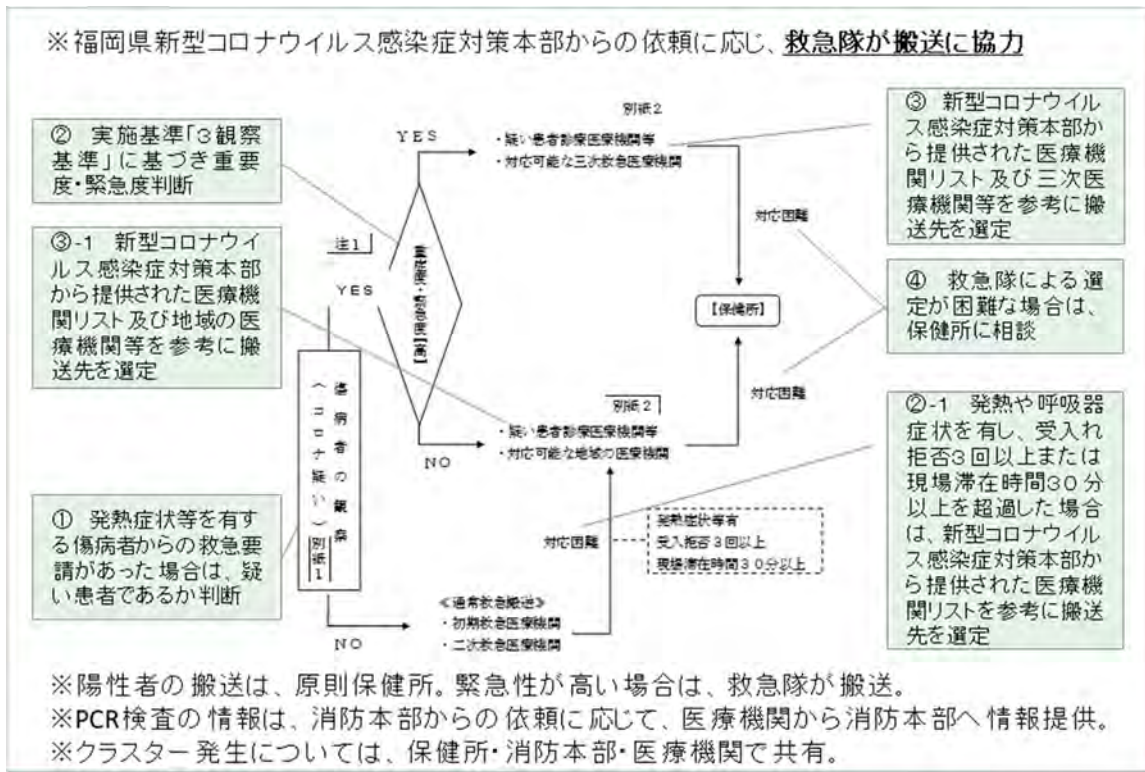 ※福岡県新型コロナウイルス感染症対策本部からの依頼に応じ、救急隊が搬送に協力
② 実施基準「3観察
基準」に基づき重要
度・緊急度判断
③-1 新型コロナウイ
ルス感染症対策本部
から提供された医療機
関リスト及び地域の医
療機関等を参考に搬
送先を選定
① 発熱症状等を有す
る傷病者からの救急要
請があった場合は、疑
い患者であるか判断
注1
YES
傷病者の観察
(コロナ疑い)
別紙1
NO
重症度・緊急度【高】
YES
別紙2
・疑い患者診療医療機関等
・対応可能な三次救急医療機関
対応困難
【保健所】
対応困難
NO
別紙2
・疑い患者診療医療機関等
・対応可能な地域の医療機関
対応困難
発熱症状等有
受入拒否3回以上
現場滞在時間30分以上
≪通常救急搬送≫
・初期救急医療機関
・二次救急医療機関
③ 新型コロナウイル
ス感染症対策本部か
ら提供された医療機
関リスト及び三次医
療機関等を参考に搬
送先を選定
④ 救急隊による選
定が困難な場合は、
保健所に相談
②-1 発熱や呼吸器
症状を有し、受入れ
拒否3回以上または
現場滞在時間30分
以上を超過した場合
は、新型コロナウイル
ス感染症対策本部か
ら提供された医療機
関リストを参考に搬送
先を選定
※陽性者の搬送は、原則保健所。緊急性が高い場合は、救急隊が搬送。
※PCR検査の情報は、消防本部からの依頼に応じて、医療機関から消防本部へ情報提供。
※クラスター発生については、保健所・消防本部・医療機関で共有。